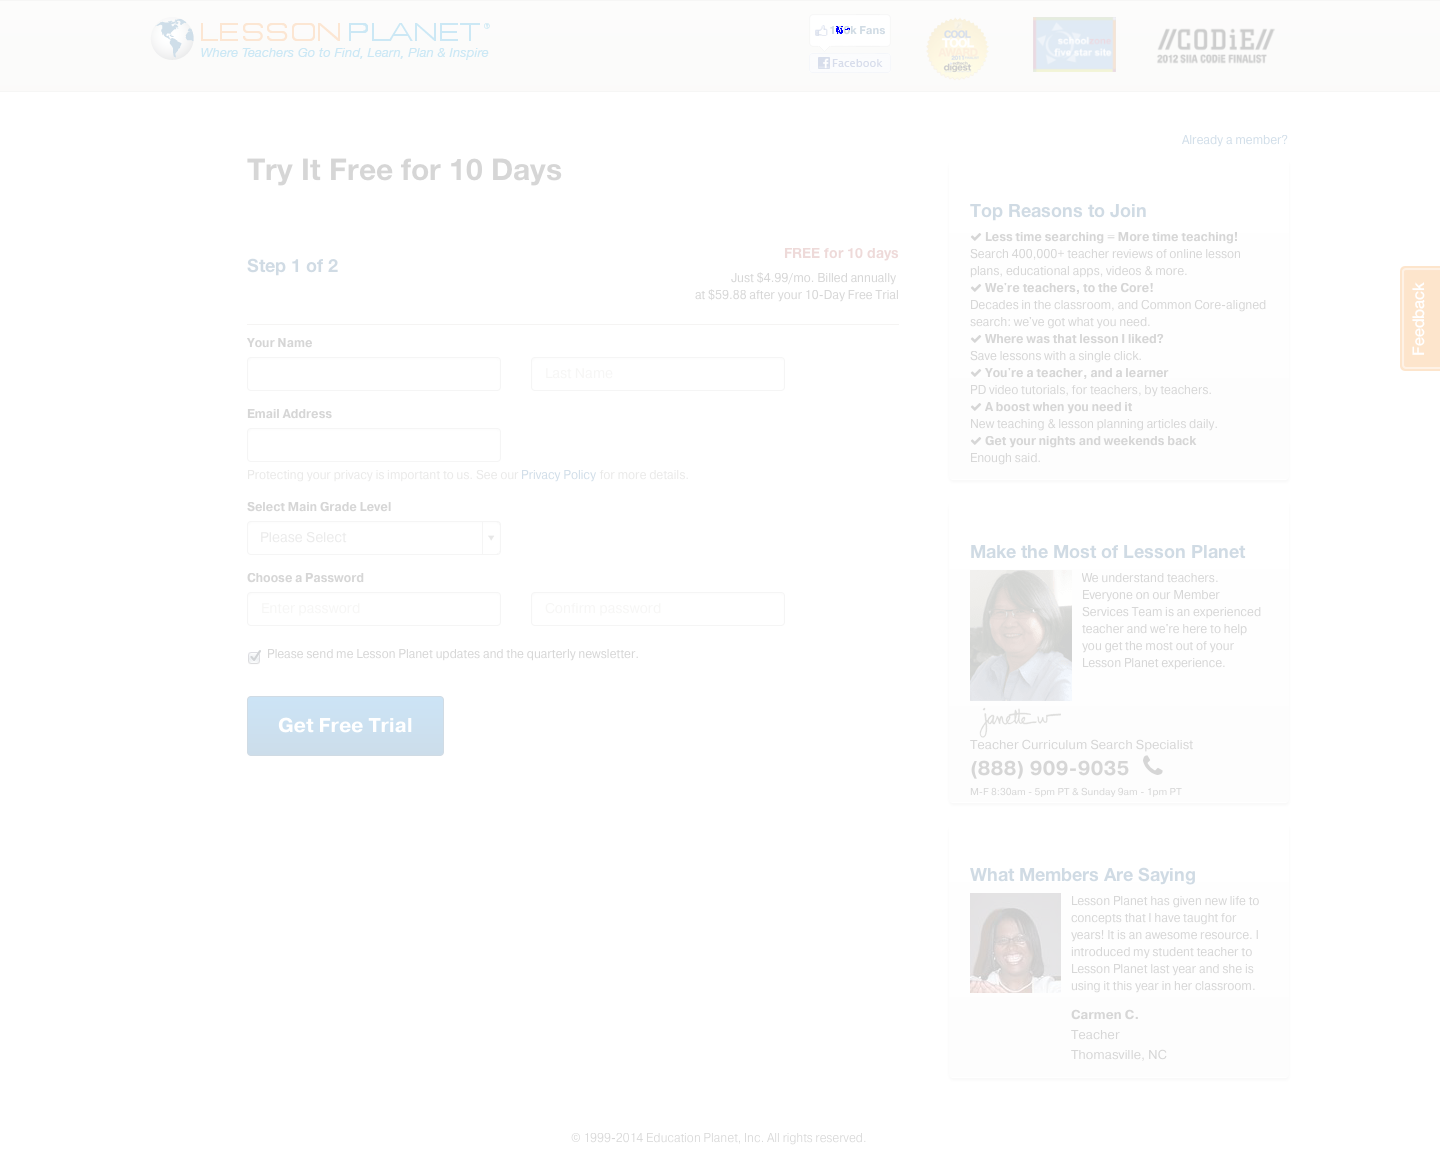 LESSON PLANET®
Where Teachers Go to Find, Learn, Plan & Inspire
Fans
Facebook
COOL
TOOL
AWARD
digest
school
five star site
//CODiE//
2012 SIIA CODiE FINALIST
Already a member?
Try It Free for 10 Days
Step 1 of 2
FREE for 10 days
Just $4.99/mo. Billed annually
at $59.88 after your 10-Day Free Trial
Your Name
Last Name
Email Address
Protecting your privacy is important to us. See our Privacy Policy for more details.
Select Main Grade Level
Please Select
Choose a Password
Enter password
Confirm password
Please send me Lesson Planet updates and the quarterly newsletter.
Get Free Trial
Top Reasons to Join
Less time searching = More time teaching!
Search 400,000+ teacher reviews of online lesson
plans, educational apps, videos & more.
We're teachers, to the Core!
Decades in the classroom, and Common Core-aligned
search: we've got what you need.
Where was that lesson I liked?
Save lessons with a single click.
You're a teacher, and a learner
PD video tutorials, for teachers, by teachers.
A boost when you need it
New teaching & lesson planning articles daily.
Get your nights and weekends back
Enough said.
Feedback
Make the Most of Lesson Planet
We understand teachers.
Everyone on our Member
Services Team is an experienced
teacher and we're here to help
you get the most out of your
Lesson Planet experience.
janette w
Teacher Curriculum Search Specialist
(888) 909-9035
M-F 8:30am - 5pm PT & Sunday 9am - 1pm PT
What Members Are Saying
Lesson Planet has given new life to
concepts that I have taught for
years! It is an awesome resource. I
introduced my student teacher to
Lesson Planet last year and she is
using it this year in her classroom.
Carmen C.
Teacher
Thomasville, NC
© 1999-2014 Education Planet, Inc. All rights reserved.